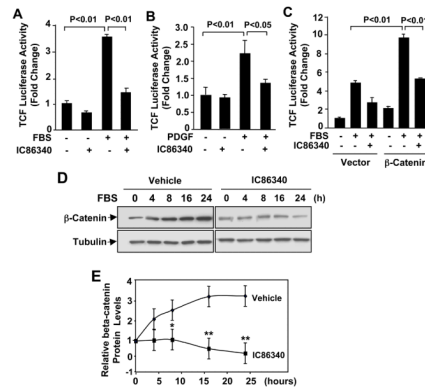 A
P<0.01 P<0.01
TCF Luciferase Activity
(Fold Change)
4
3
2
1
0
FBS - - + +
IC86340 - + - +
B
P<0.01 P<0.05
TCF Luciferase Activity
(Fold Change)
3.0
2.5
2.0
1.5
1.0
0.5
0.0
PDGF - - + +
IC86340 - + - +
C
P<0.01 P<0.01
TCF Luciferase Activity
(Fold Change)
12
10
8
6
4
2
0
FBS - + + - + +
IC86340 - - + - - +
Vector β-Catenin
D
Vehicle IC86340
FBS 0 4 8 16 24 0 4 8 16 24 (h)
β-Catenin
Tubulin
E
Relative beta-catenin
Protein Levels
4
3
2
1
0
-1
Vehicle
* ** **
IC86340
0 5 10 15 20 25 (hours)